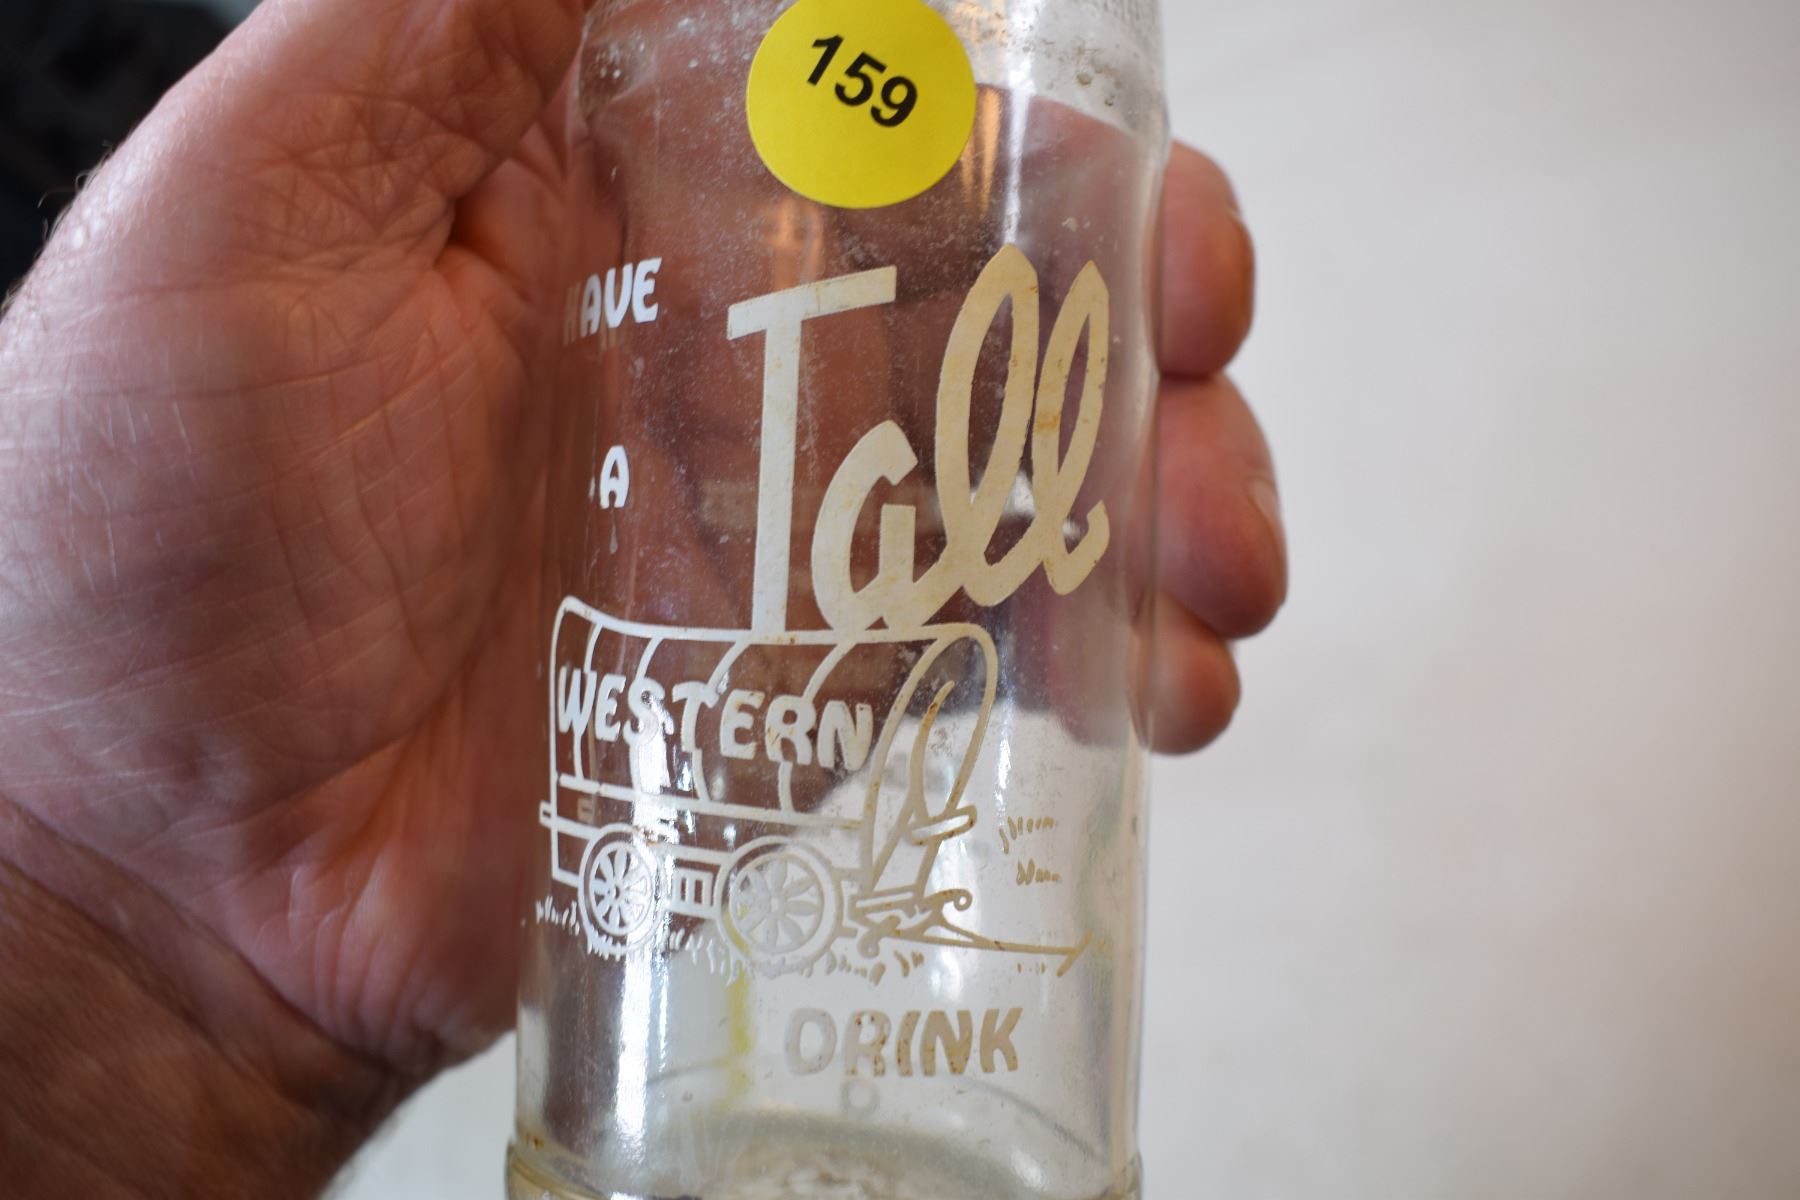 159
HAVE
A
Tall
WESTERN
DRINK